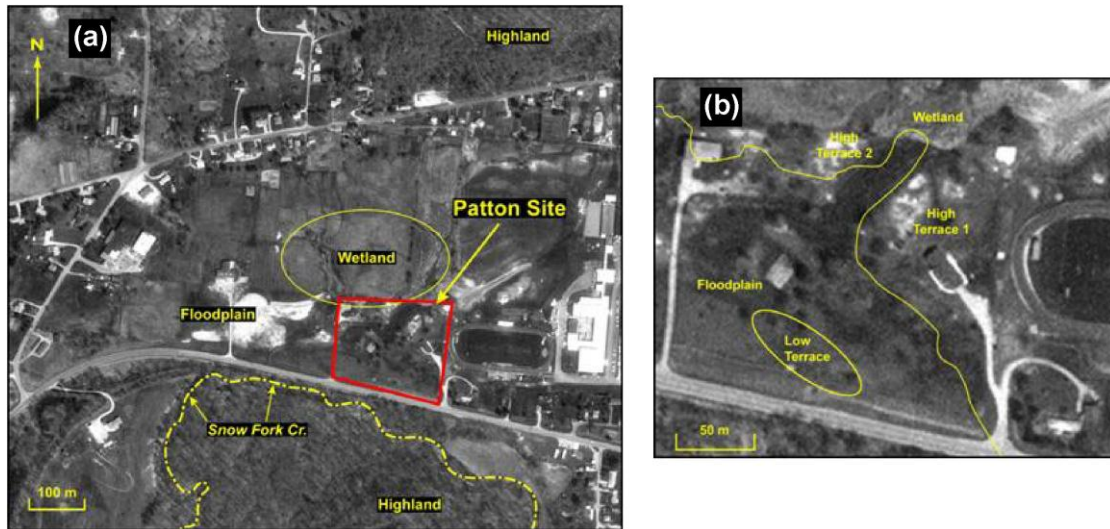 (a)
N
Highland
Patton Site
Wetland
Floodplain
Snow Fork Cr.
100 m
Highland
(b)
Wetland
High
Terrace 2
High
Terrace 1
Floodplain
Low
Terrace
50 m